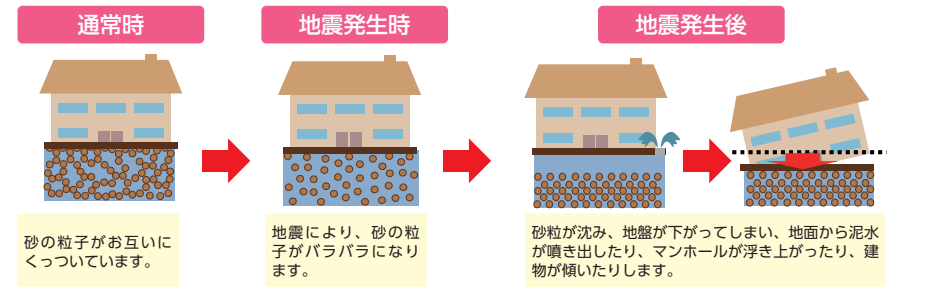 通常時
地震発生時
地震発生後
砂の粒子がお互いに
くっついています。
地震により、砂の粒
子がバラバラになり
ます。
砂粒が沈み、地盤が下がってしまい、地面から泥水
が噴き出したり、マンホールが浮き上がったり、建
物が傾いたりします。